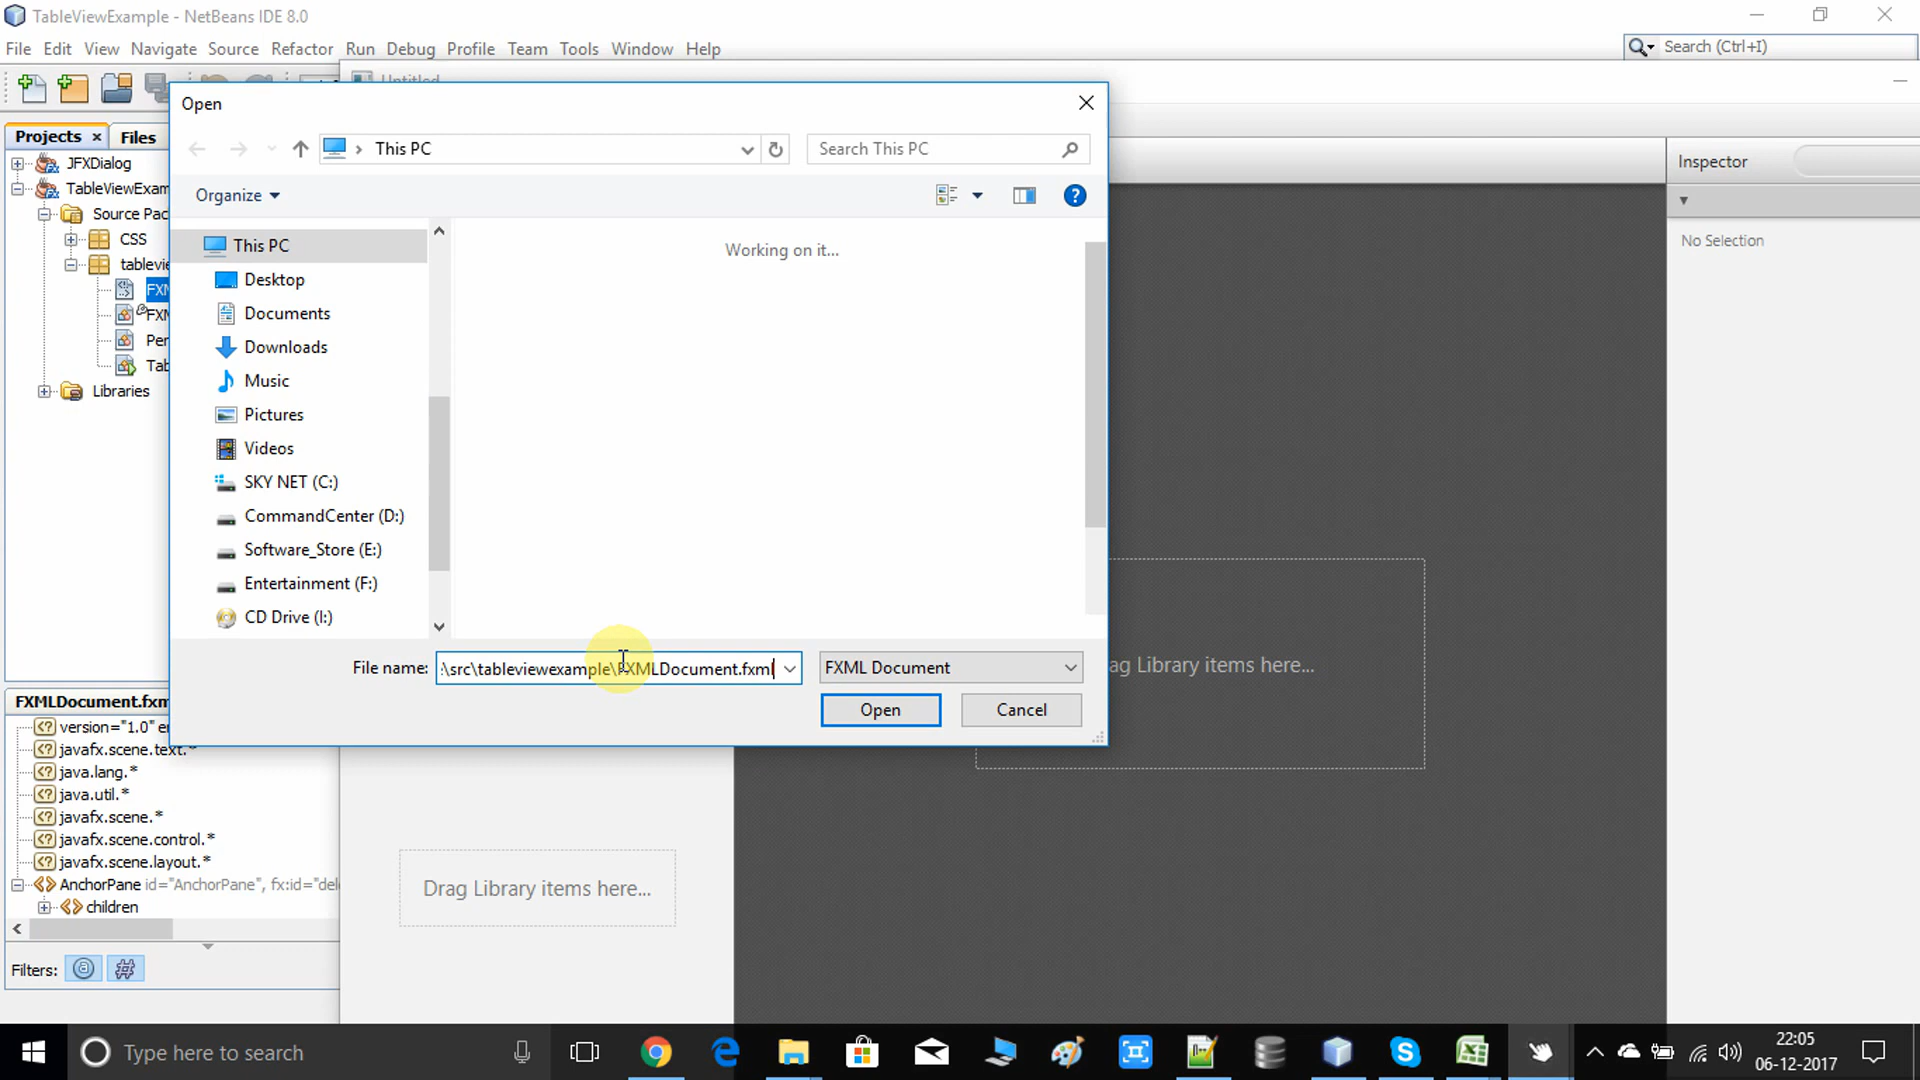 TableViewExample - NetBeans IDE 8.0
File Edit View Navigate Source Refactor Run Debug Profile Team Tools Window Help
Search (Ctrl+I)
Untitled
Open
Projects × Files
This PC
Search This PC
Inspector
JFXDialog
TableViewExam
Organize
No Selection
Source Pac
CSS
tablevie
FXM
FXM
Per
Tab
Libraries
This PC
Working on it...
Desktop
Documents
Downloads
Music
Pictures
Videos
SKY NET (C:)
CommandCenter (D:)
Software_Store (E:)
Entertainment (F:)
CD Drive (I:)
File name: \src\tableviewexample\FXMLDocument.fxml
FXML Document
Open Cancel
ag Library items here...
FXMLDocument.fxm
version="1.0" e
javafx.scene.text.*
java.lang.*
java.util.*
javafx.scene.*
javafx.scene.control.*
javafx.scene.layout.*
AnchorPane id="AnchorPane", fx:id="del
children
Drag Library items here...
Filters:
Type here to search
22:05
06-12-2017